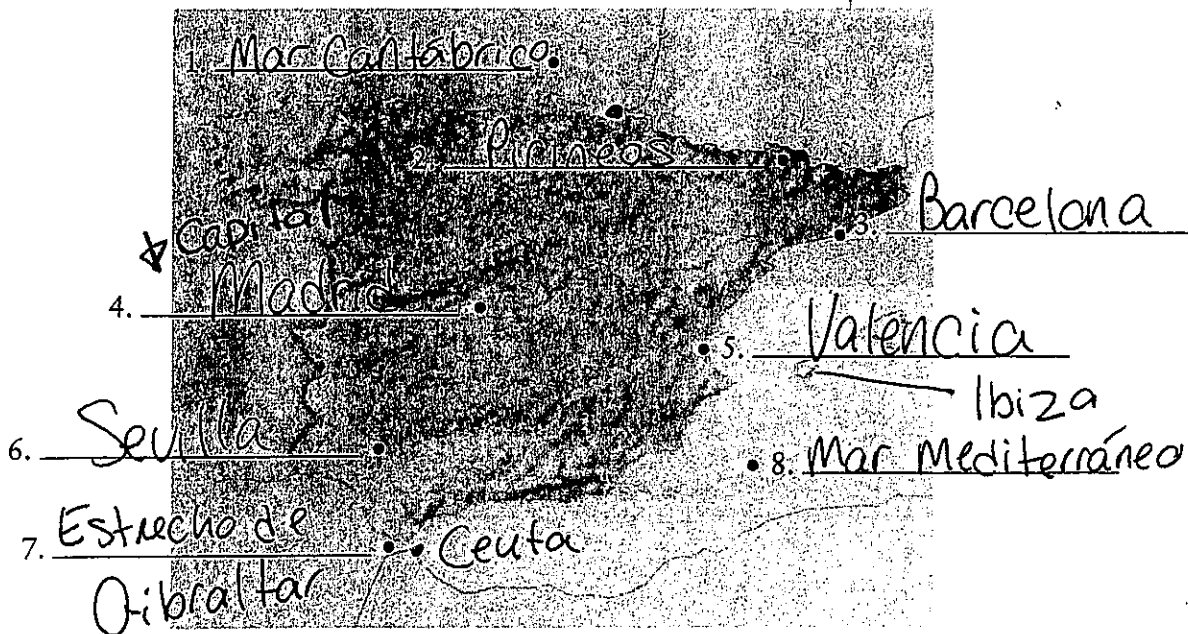 1. Mar Cantábrico
2. Pirineos
3. Barcelona
Capital
4. Madrid
5. Valencia
Ibiza
6. Sevilla
8. Mar Mediterráneo
7. Estrecho de
Gibraltar
Ceuta